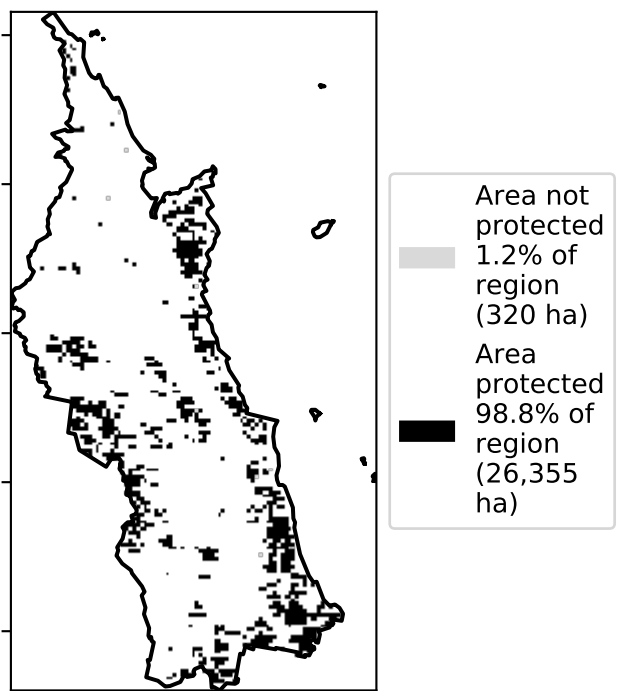 Area not
protected
1.2% of
region
(320 ha)
Area
protected
98.8% of
region
(26,355
ha)